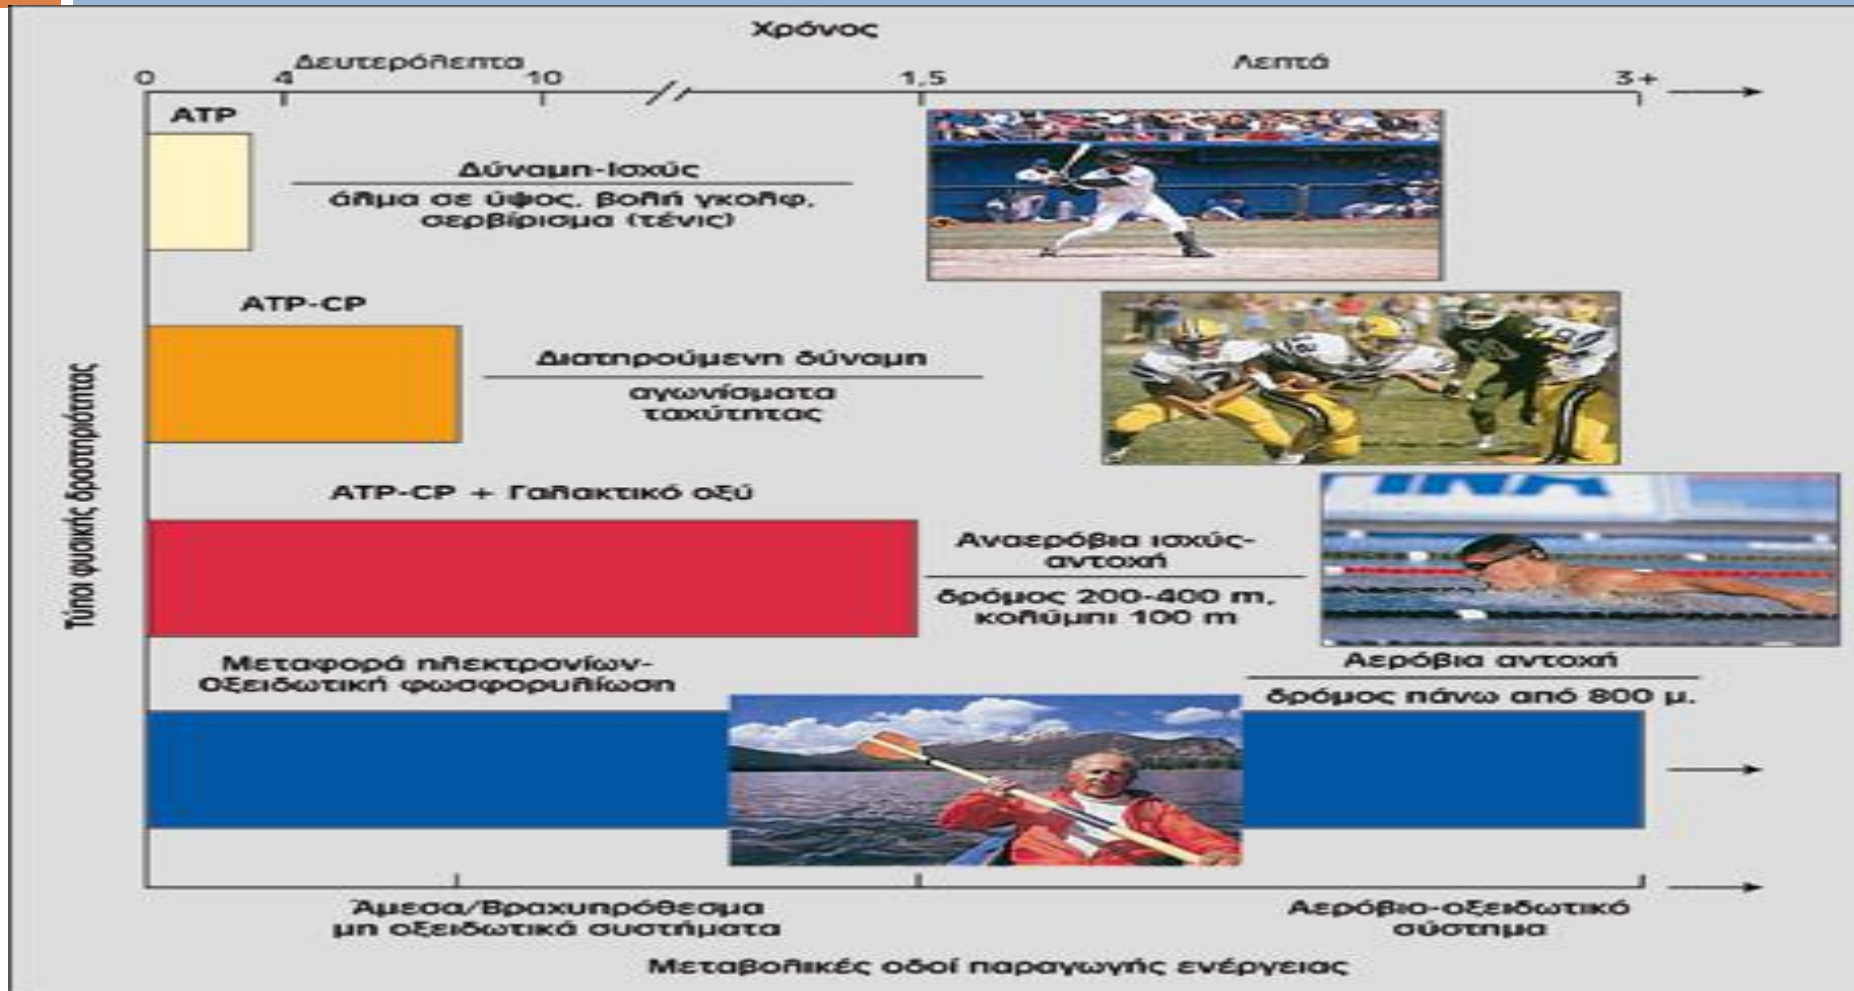 Χρόνος
Δευτερόλεπτα
Λεπτά
0 4 10 1,5 3+
ATP
Δύναμη-Ισχύς
άλμα σε ύψος, βολή γκολφ,
σερβίρισμα (τένις)
ATP-CP
Διατηρούμενη δύναμη
αγωνίσματα
ταχύτητας
Τύποι φυσικής δραστηριότητας
ATP-CP + Γαλακτικό οξύ
Αναερόβια ισχύς-
αντοχή
δρόμος 200-400 m,
κολύμπι 100 m
Μεταφορά ηλεκτρονίων-
Οξειδωτική φωσφορυλίωση
Αερόβια αντοχή
δρόμος πάνω από 800 μ.
Άμεσα/Βραχυπρόθεσμα
μη οξειδωτικά συστήματα
Αερόβιο-οξειδωτικό
σύστημα
Μεταβολικές οδοί παραγωγής ενέργειας